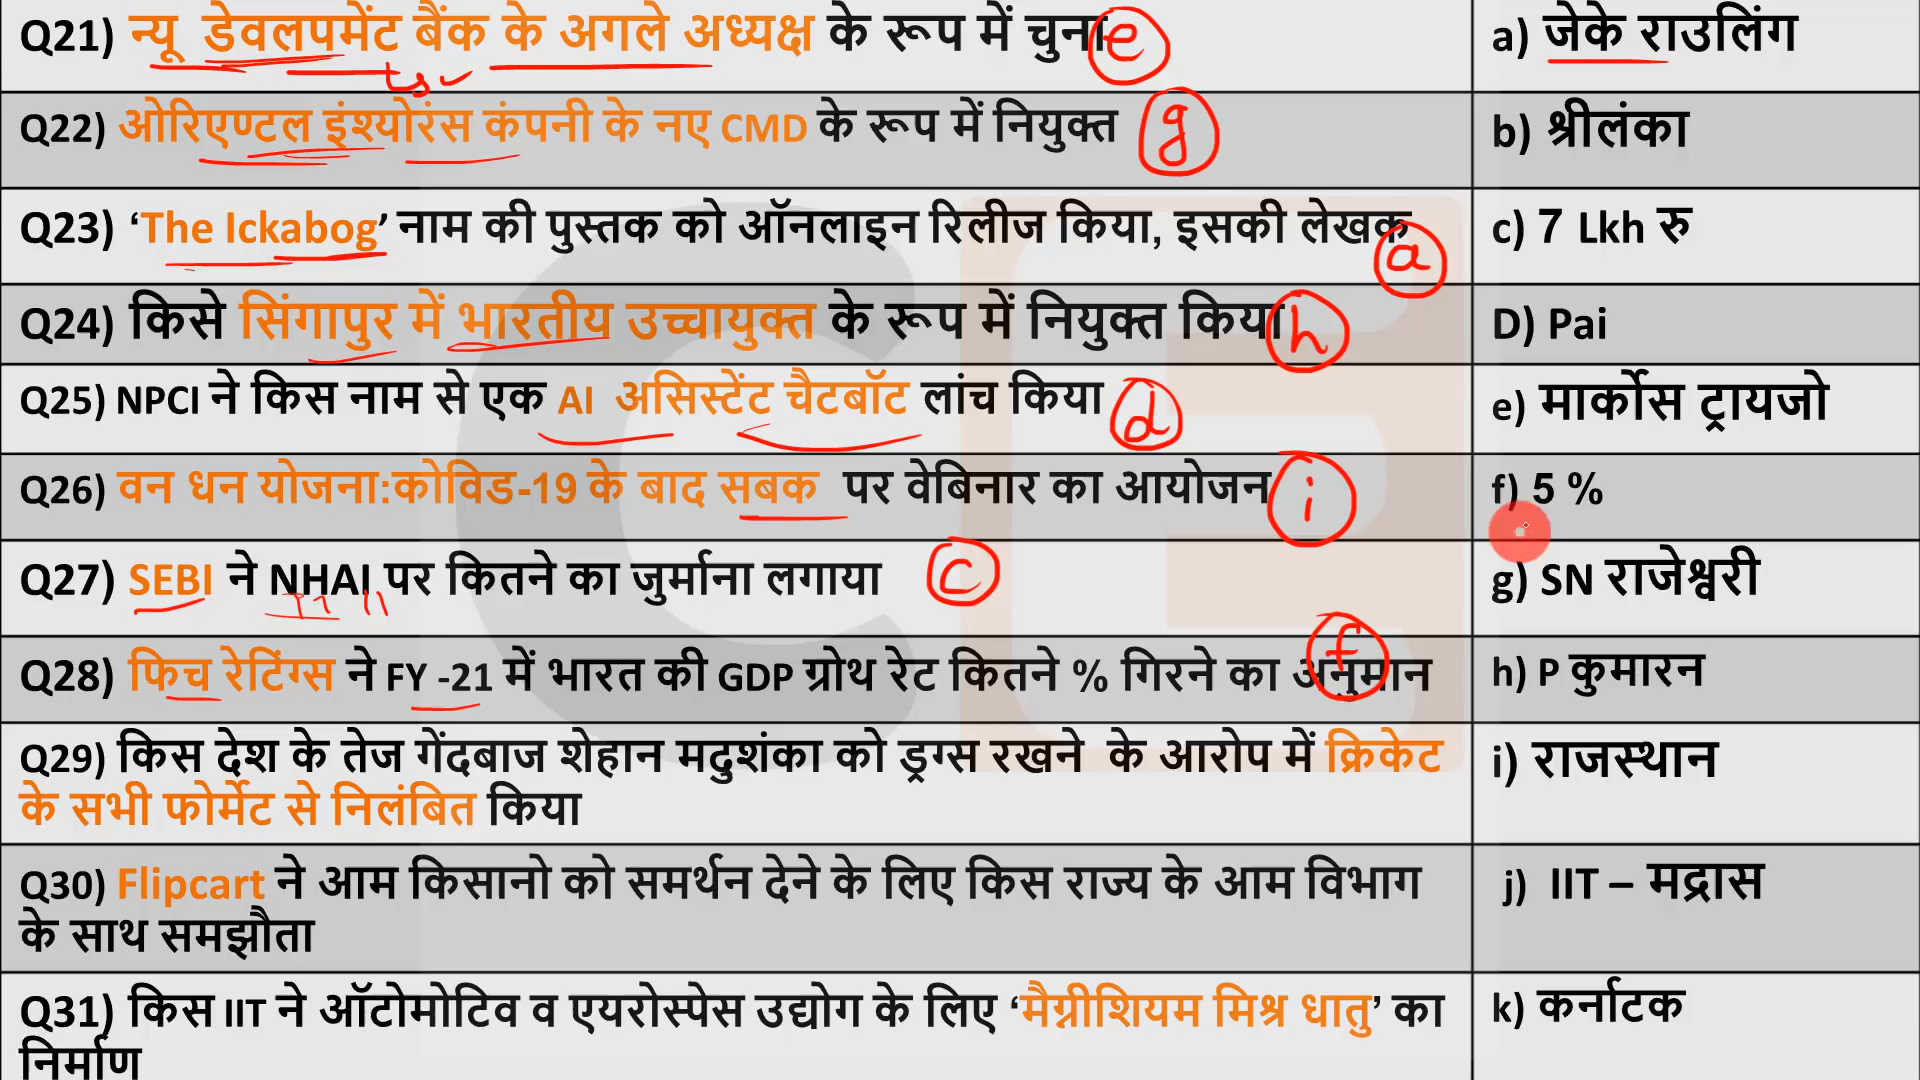 Q21) न्यू डेवलपमेंट बैंक के अगले अध्यक्ष के रूप में चुना e
a) जेके राउलिंग
Q22) ओरिएण्टल इंश्योरंस कंपनी के नए CMD के रूप में नियुक्त g
b) श्रीलंका
Q23) ‘The Ickabog’ नाम की पुस्तक को ऑनलाइन रिलीज किया, इसकी लेखक a
c) 7 Lkh रु
Q24) किसे सिंगापुर में भारतीय उच्चायुक्त के रूप में नियुक्त किया h
D) Pai
Q25) NPCI ने किस नाम से एक AI असिस्टेंट चैटबॉट लांच किया d
e) मार्कोस ट्रायजो
Q26) वन धन योजना:कोविड-19 के बाद सबक पर वेबिनार का आयोजन i
f) 5 %
Q27) SEBI ने NHAI पर कितने का जुर्माना लगाया c
g) SN राजेश्वरी
Q28) फिच रेटिंग्स ने FY -21 में भारत की GDP ग्रोथ रेट कितने % गिरने का अनुमान f
h) P कुमारन
Q29) किस देश के तेज गेंदबाज शेहान मदुशंका को ड्रग्स रखने के आरोप में क्रिकेट
के सभी फोर्मेट से निलंबित किया
i) राजस्थान
Q30) Flipcart ने आम किसानो को समर्थन देने के लिए किस राज्य के आम विभाग
के साथ समझौता
j) IIT – मद्रास
Q31) किस IIT ने ऑटोमोटिव व एयरोस्पेस उद्योग के लिए ‘मैग्नीशियम मिश्र धातु’ का
निर्माण
k) कर्नाटक